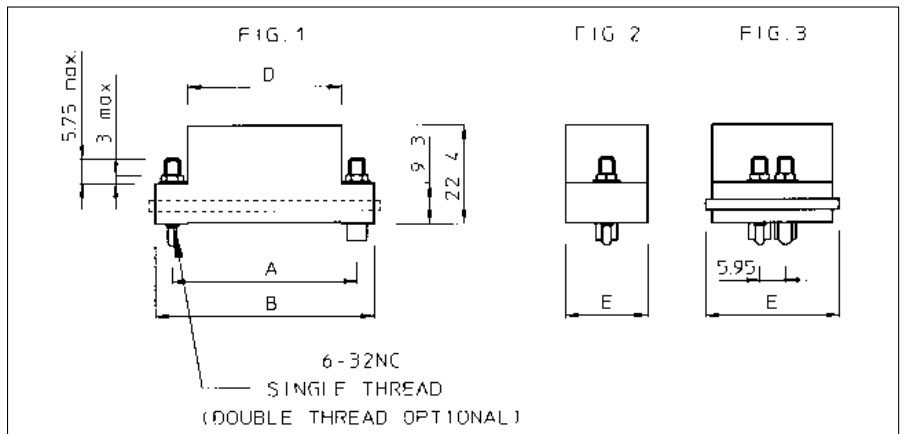 FIG.1
FIG 2
FIG.3
D
5.75 max.
3 max
9 3
22 4
A
B
5.95
E
E
6-32NC
SINGLE THREAD
(DOUBLE THREAD OPTIONAL)